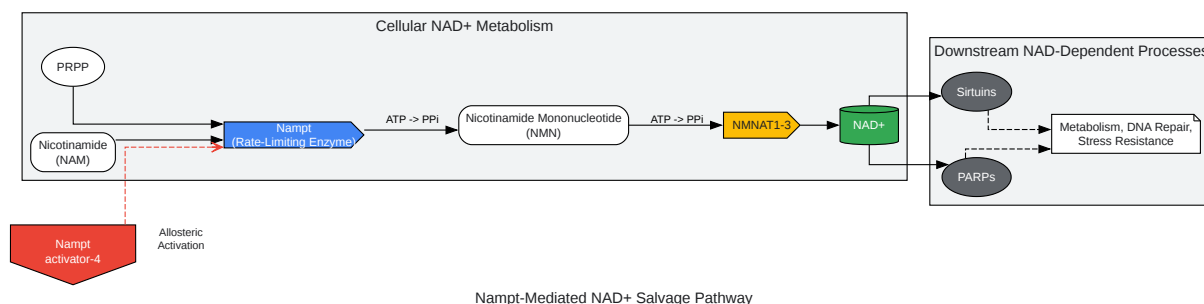 Cellular NAD+ Metabolism
Downstream NAD-Dependent Processes
PRPP
Nicotinamide
(NAM)
Nampt
(Rate-Limiting Enzyme)
ATP -> PPi
Nicotinamide Mononucleotide
(NMN)
ATP -> PPi
NMNAT1-3
NAD+
Sirtuins
PARPs
Metabolism, DNA Repair,
Stress Resistance
Nampt
activator-4
Allosteric
Activation
Nampt-Mediated NAD+ Salvage Pathway